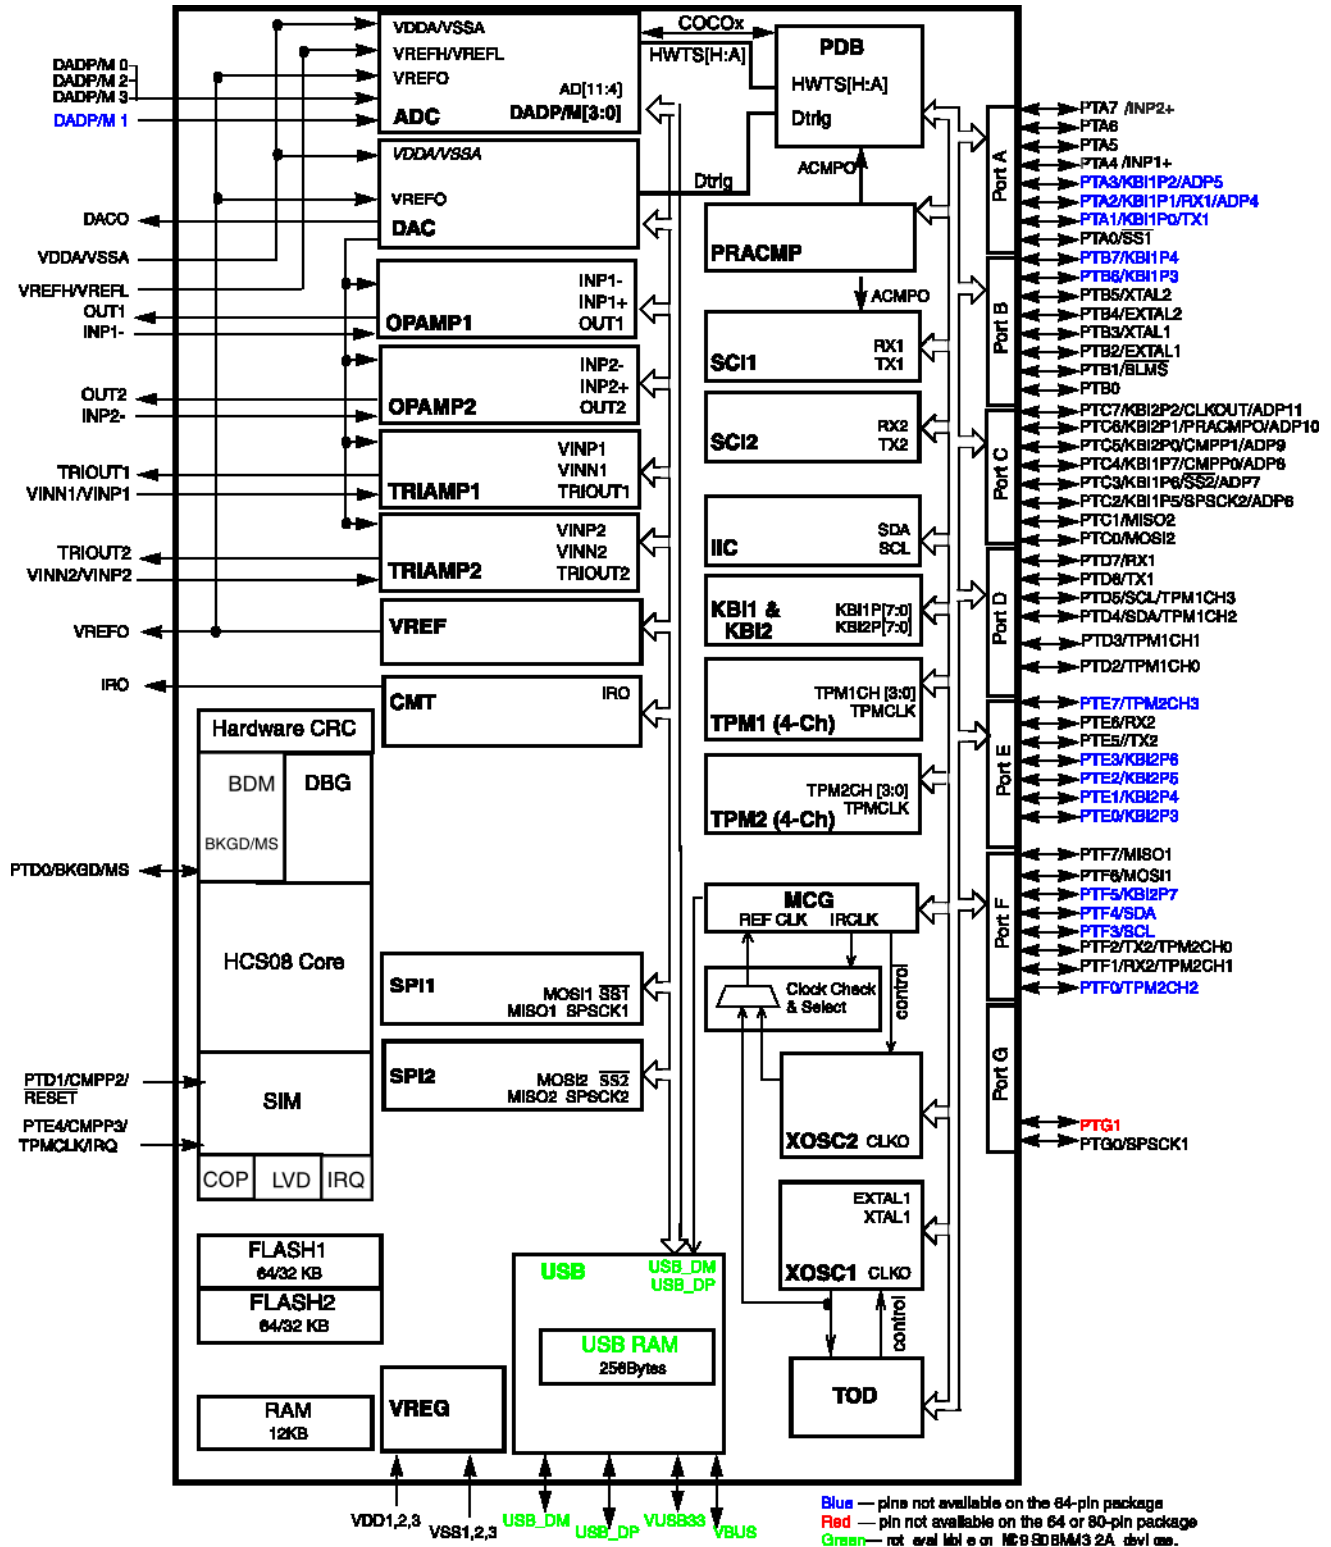 VDDA/VSSA
VREFH/VREFL
VREFO
AD[11:4]
DADP/M[3:0]
ADC
COCOx
HWTS[H:A]
PDB
HWTS[H:A]
Dtrig
DADP/M 0
DADP/M 2
DADP/M 3
DADP/M 1
VDDA/VSSA
VREFO
DAC
Dtrig
ACMPO
DACO
VDDA/VSSA
VREFH/VREFL
OUT1
INP1-
INP1-
INP1+
OUT1
OPAMP1
PRACMP
ACMPO
OUT2
INP2-
INP2-
INP2+
OUT2
OPAMP2
RX1
TX1
SCI1
TRIOUT1
VINN1/VINP1
VINP1
VINN1
TRIOUT1
TRIAMP1
RX2
TX2
SCI2
TRIOUT2
VINN2/VINP2
VINP2
VINN2
TRIOUT2
TRIAMP2
SDA
SCL
IIC
VREFO
VREF
KBI1 &
KBI2
KBI1P[7:0]
KBI2P[7:0]
IRO
CMT
IRO
TPM1CH [3:0]
TPMCLK
TPM1 (4-Ch)
TPM2CH [3:0]
TPMCLK
TPM2 (4-Ch)
Hardware CRC
BDM
DBG
BKGD/MS
PTD0/BKGD/MS
HCS08 Core
PTD1/CMPP2/
RESET
SIM
PTE4/CMPP3/
TPMCLK/IRQ
COP
LVD
IRQ
SPI1
MOSI1 SS1
MISO1 SPSCK1
SPI2
MOSI2 SS2
MISO2 SPSCK2
MCG
REF CLK IRCLK
Clock Check
& Select
control
XOSC2 CLKO
EXTAL1
XTAL1
XOSC1 CLKO
control
TOD
FLASH1
64/32 KB
FLASH2
64/32 KB
RAM
12KB
VREG
USB
USB_DM
USB_DP
USB RAM
256Bytes
VDD1,2,3
VSS1,2,3
USB_DM
USB_DP
VUSB33
VBUS
Port A
PTA7 /INP2+
PTA6
PTA5
PTA4 /INP1+
PTA3/KBI1P2/ADP5
PTA2/KBI1P1/RX1/ADP4
PTA1/KBI1P0/TX1
PTA0/SS1
Port B
PTB7/KBI1P4
PTB6/KBI1P3
PTB5/XTAL2
PTB4/EXTAL2
PTB3/XTAL1
PTB2/EXTAL1
PTB1/BLMS
PTB0
Port C
PTC7/KBI2P2/CLKOUT/ADP11
PTC6/KBI2P1/PRACMPO/ADP10
PTC5/KBI2P0/CMPP1/ADP9
PTC4/KBI1P7/CMPP0/ADP8
PTC3/KBI1P6/SS2/ADP7
PTC2/KBI1P5/SPSCK2/ADP6
PTC1/MISO2
PTC0/MOSI2
Port D
PTD7/RX1
PTD6/TX1
PTD5/SCL/TPM1CH3
PTD4/SDA/TPM1CH2
PTD3/TPM1CH1
PTD2/TPM1CH0
Port E
PTE7/TPM2CH3
PTE6/RX2
PTE5//TX2
PTE3/KBI2P6
PTE2/KBI2P5
PTE1/KBI2P4
PTE0/KBI2P3
Port F
PTF7/MISO1
PTF6/MOSI1
PTF5/KBI2P7
PTF4/SDA
PTF3/SCL
PTF2/TX2/TPM2CH0
PTF1/RX2/TPM2CH1
PTF0/TPM2CH2
Port G
PTG1
PTG0/SPSCK1
Blue — pins not available on the 64-pin package
Red — pin not available on the 64 or 80-pin package
Green — not available on MC9S08MM32A devices.